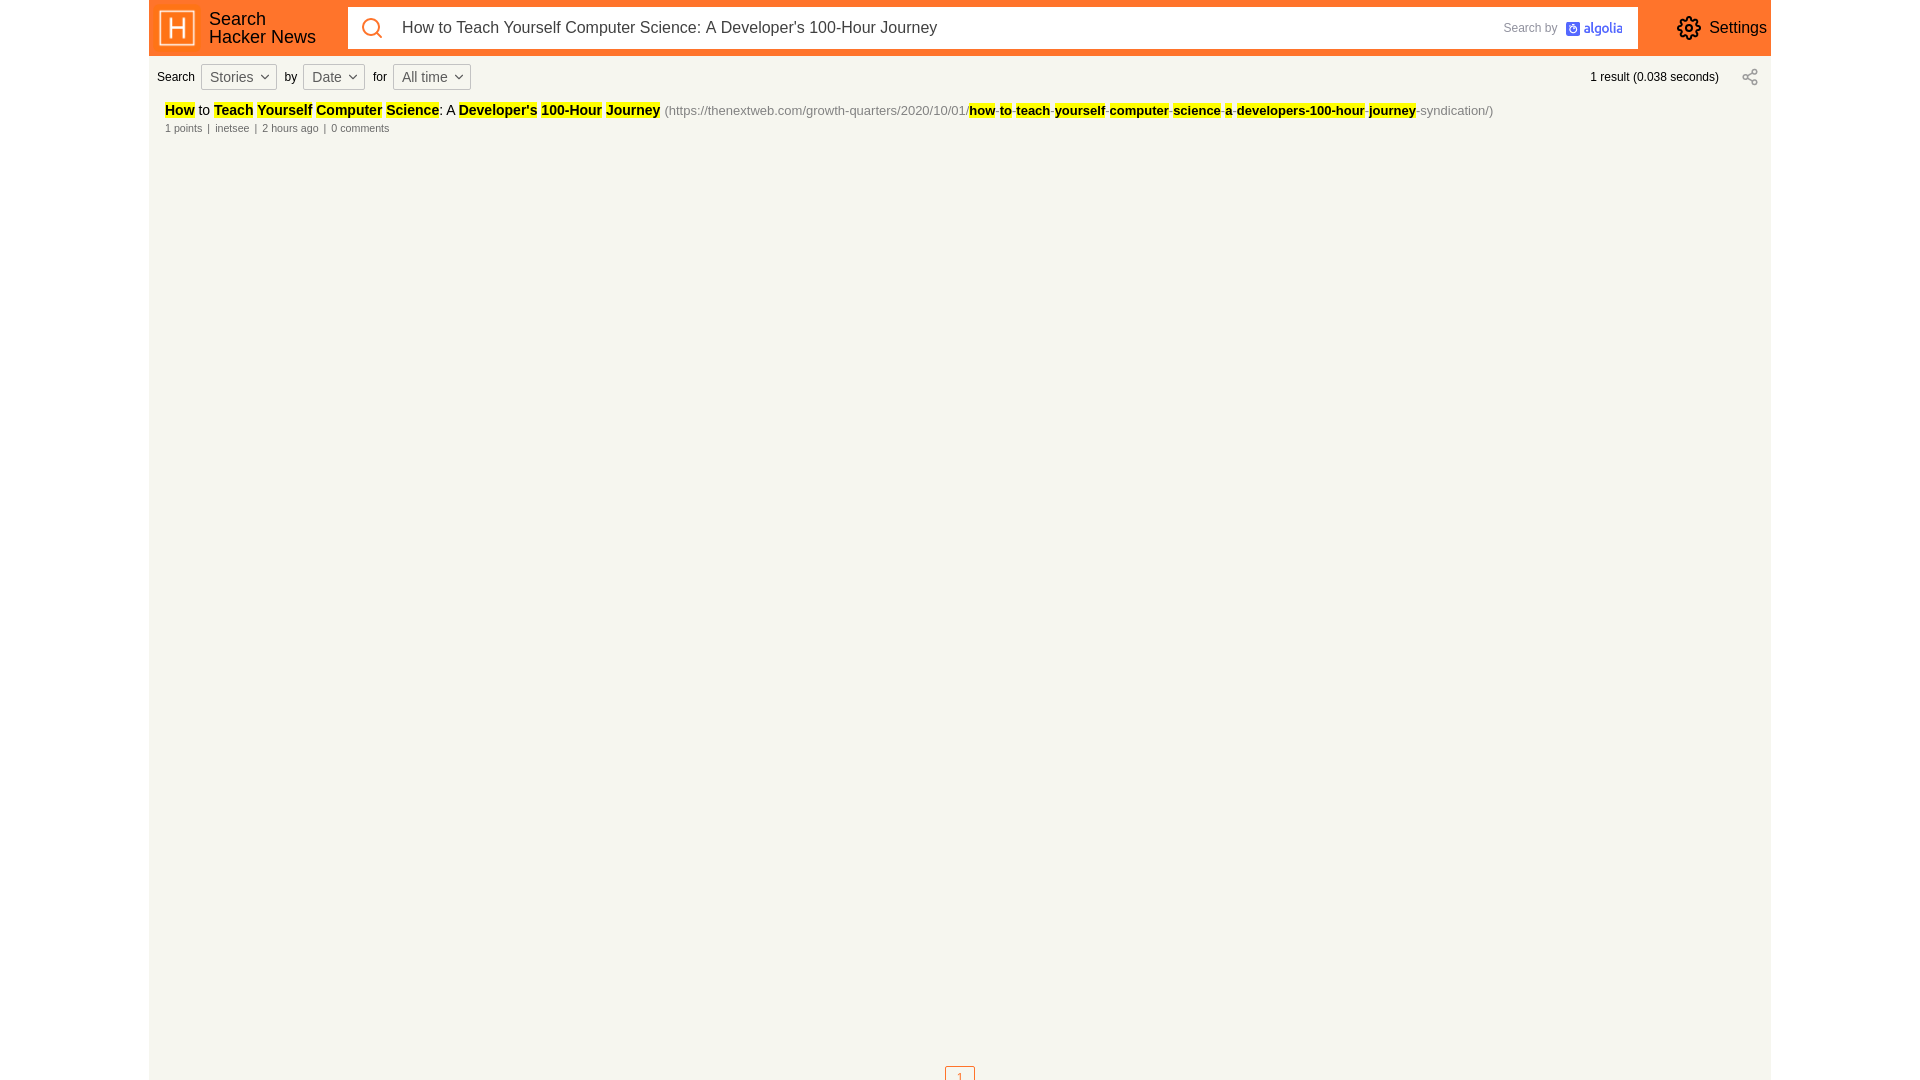 H
Search
Hacker News
How to Teach Yourself Computer Science: A Developer's 100-Hour Journey
Search by algolia
Settings
Search Stories by Date for All time
1 result (0.038 seconds)
How to Teach Yourself Computer Science: A Developer's 100-Hour Journey (https://thenextweb.com/growth-quarters/2020/10/01/how-to-teach-yourself-computer-science-a-developers-100-hour-journey-syndication/)
1 points | inetsee | 2 hours ago | 0 comments
1